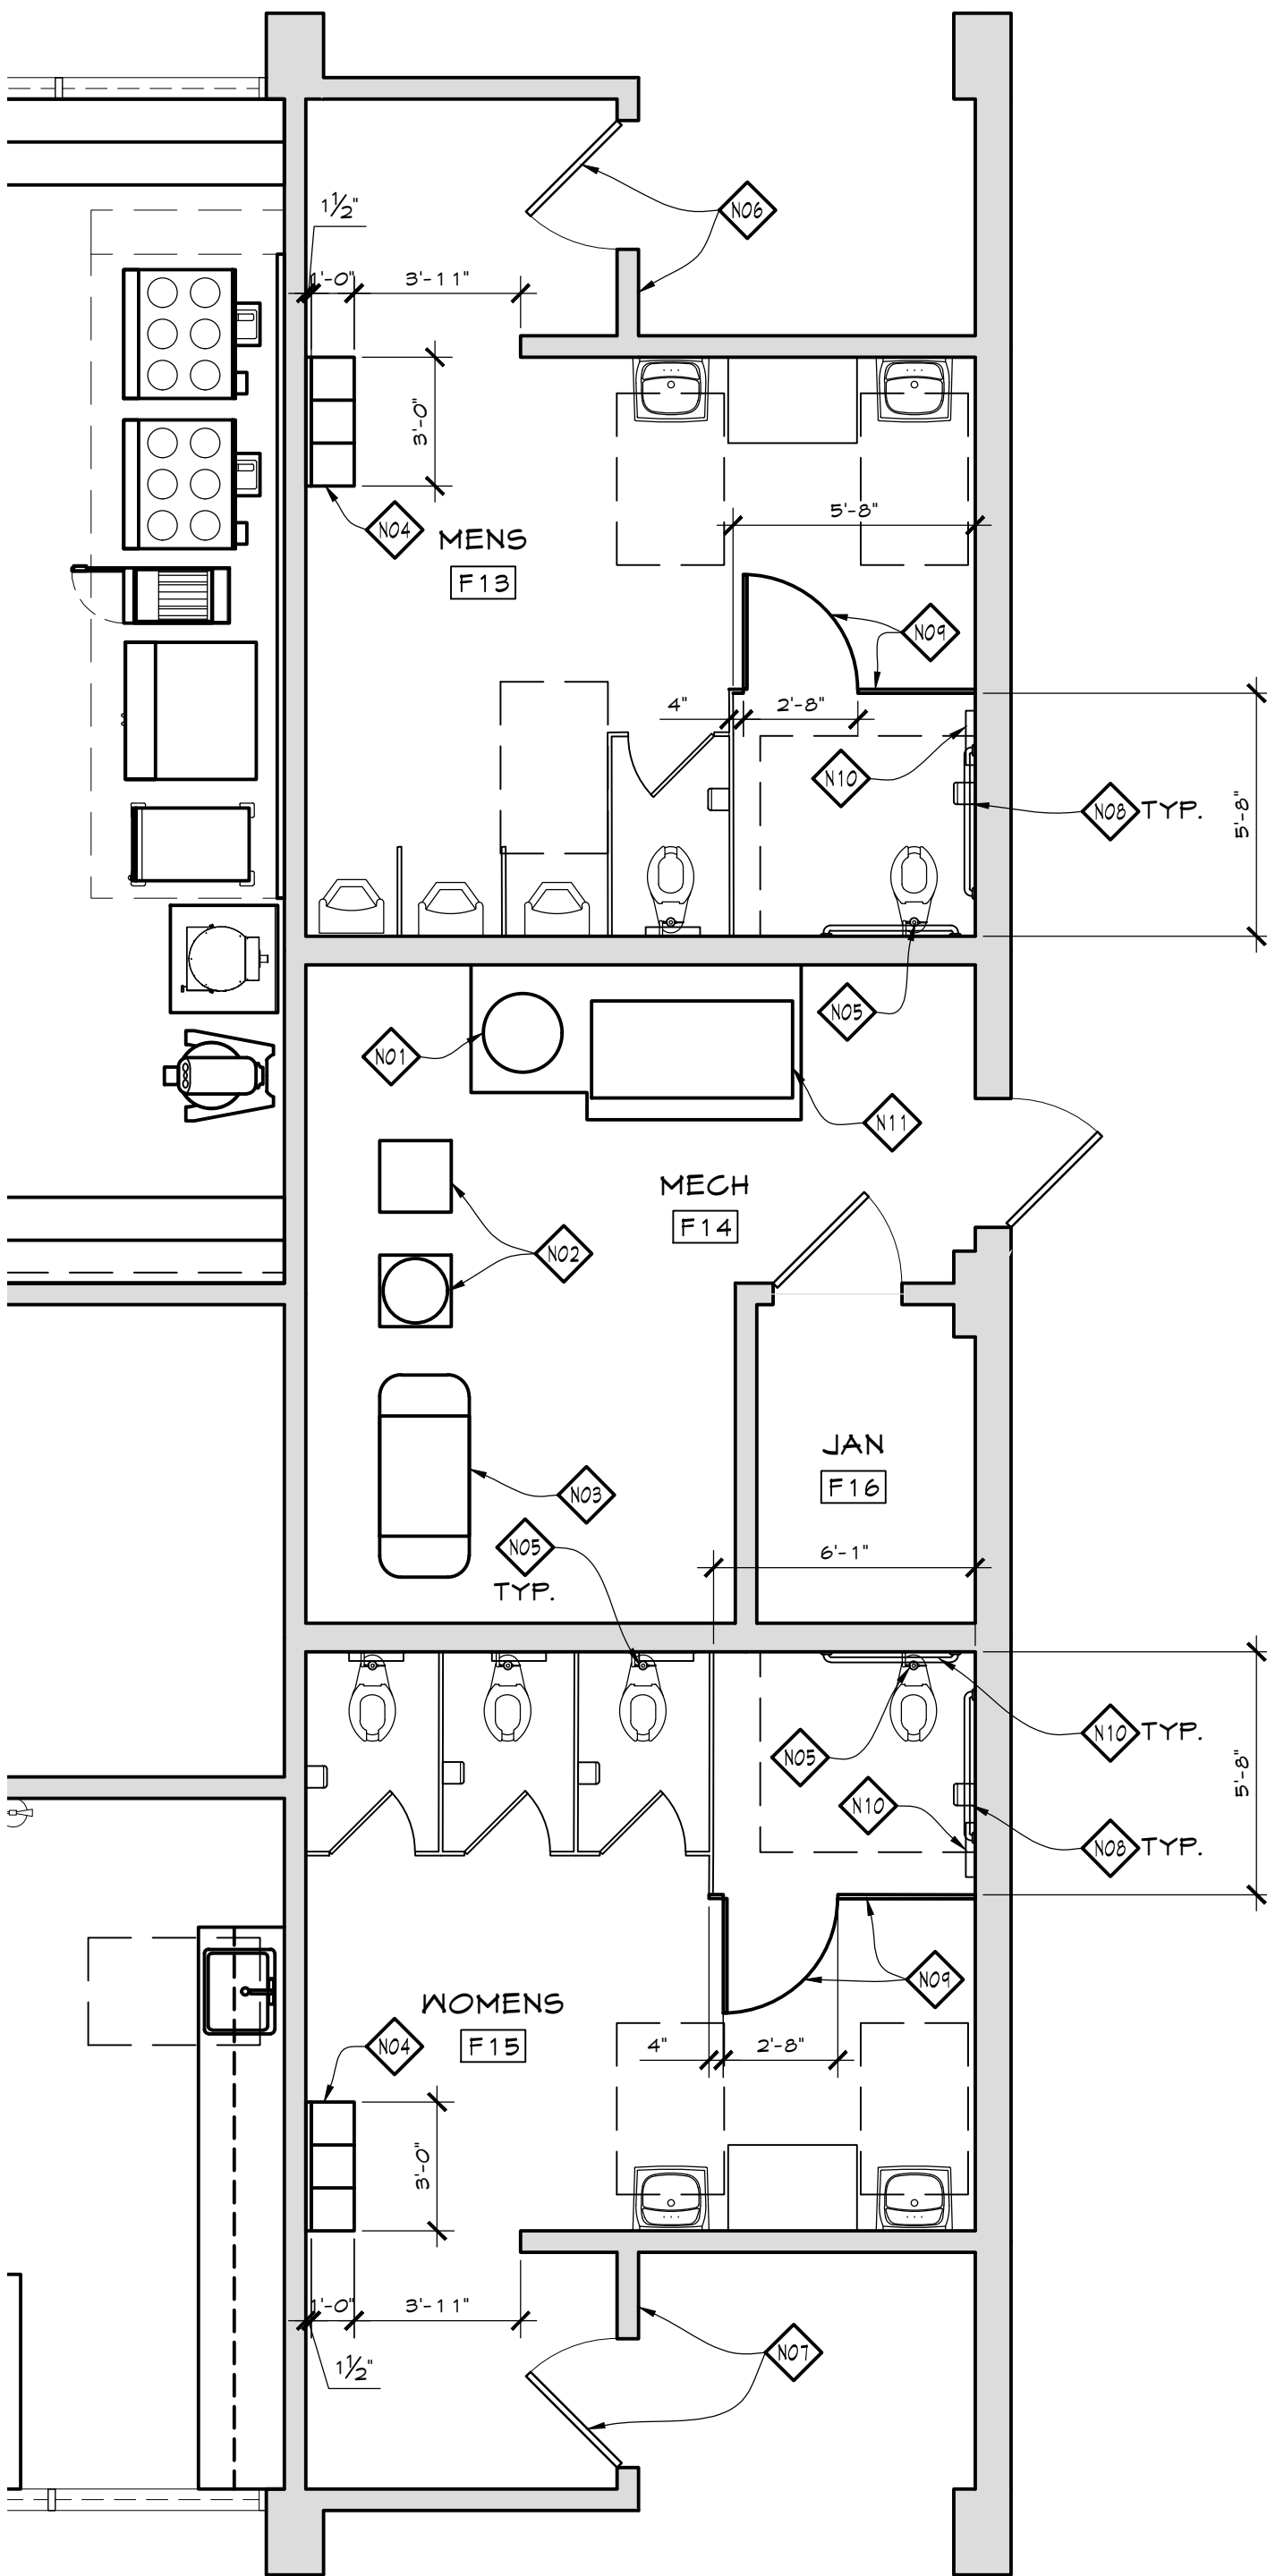 N06
1½"
1'-0" 3'-11"
3'-0"
5'-8"
N04
MENS
F13
N09
4" 2'-8"
N10
N08 TYP.
5'-8"
N05
N01
N11
MECH
F14
N02
JAN
F16
N03
N05
TYP.
6'-1"
N10 TYP.
N05
5'-8"
N10
N08 TYP.
N09
WOMENS
F15
N04
4" 2'-8"
3'-0"
1'-0" 3'-11"
N07
1½"